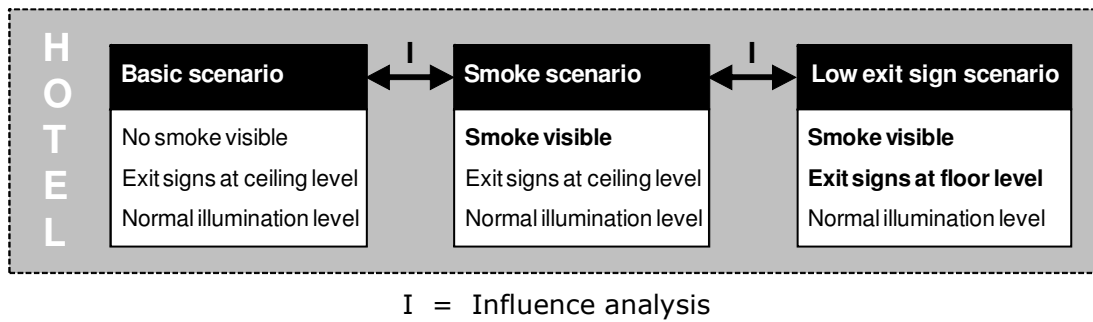 HOTEL
Basic scenario
No smoke visible
Exit signs at ceiling level
Normal illumination level
I
Smoke scenario
Smoke visible
Exit signs at ceiling level
Normal illumination level
I
Low exit sign scenario
Smoke visible
Exit signs at floor level
Normal illumination level
I = Influence analysis